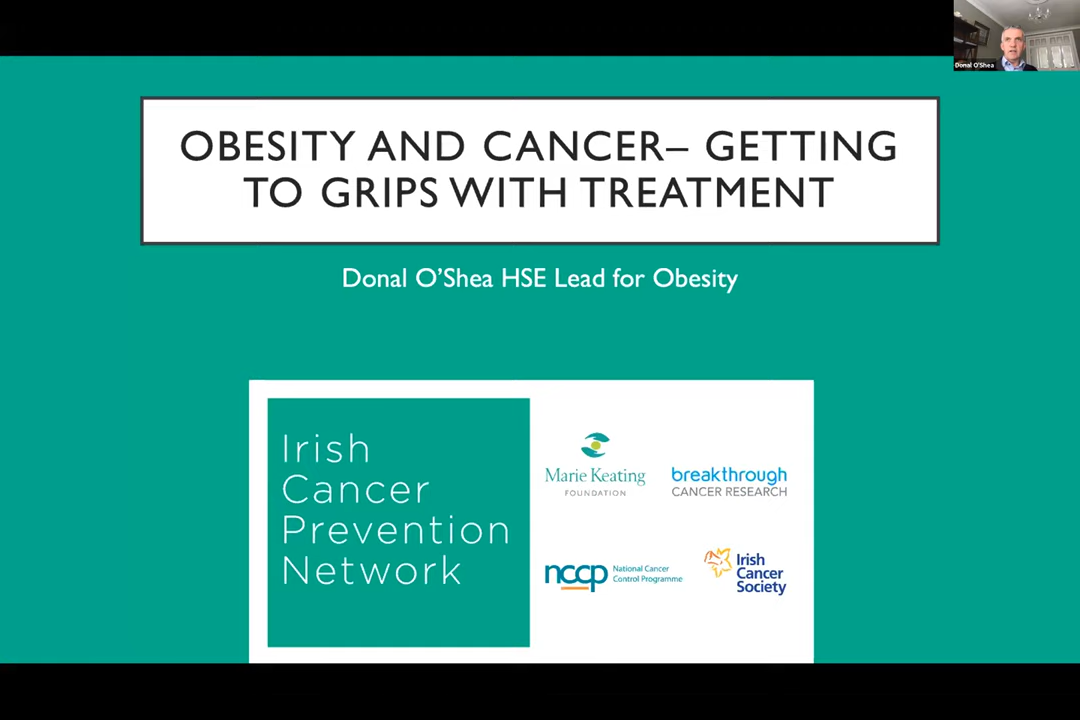 Donal O'Shea
OBESITY AND CANCER– GETTING
TO GRIPS WITH TREATMENT
Donal O'Shea HSE Lead for Obesity
Irish
Cancer
Prevention
Network
Marie Keating
FOUNDATION
breakthrough
CANCER RESEARCH
nccp National Cancer
Control Programme
Irish
Cancer
Society